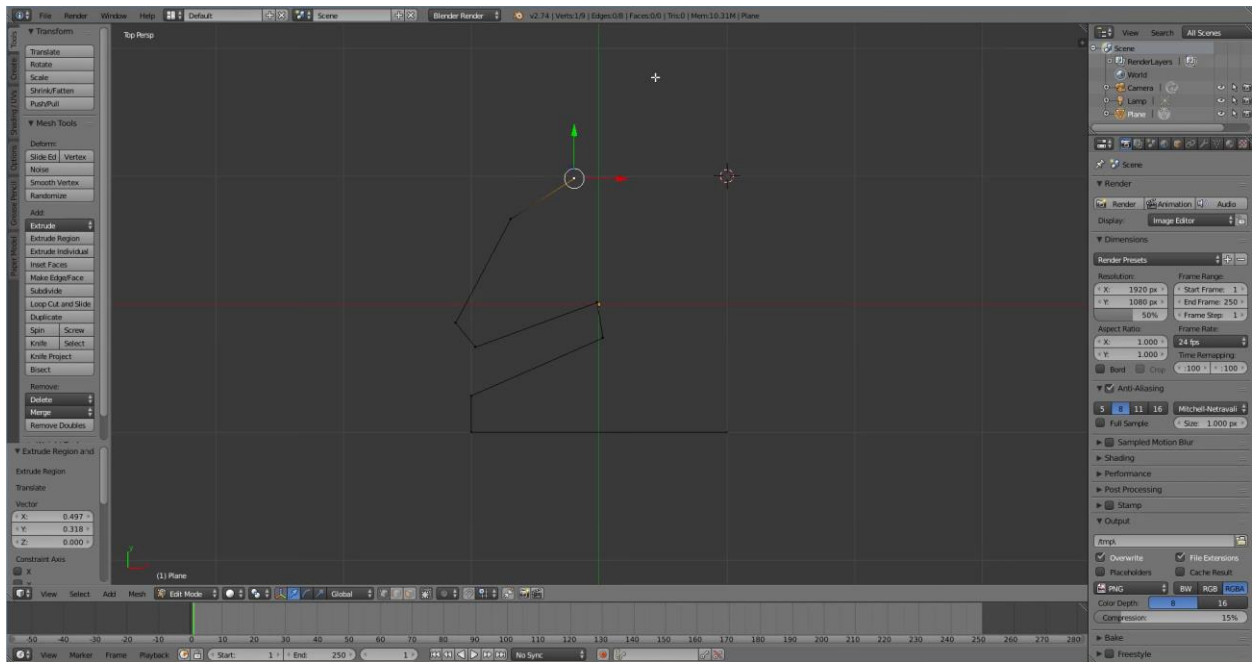 File Render Window Help Default Scene Blender Render v2.74 | Verts:1/9 | Edges:0/8 | Faces:0/0 | Tris:0 | Mem:10.31M | Plane
Tools
Create
Shading / UVs
Options
Grease Pencil
Paper Model
▼ Transform
Translate
Rotate
Scale
Shrink/Fatten
Push/Pull
▼ Mesh Tools
Deform:
Slide Ed Vertex
Noise
Smooth Vertex
Randomize
Add:
Extrude
Extrude Region
Extrude Individual
Inset Faces
Make Edge/Face
Subdivide
Loop Cut and Slide
Duplicate
Spin Screw
Knife Select
Knife Project
Bisect
Remove:
Delete
Merge
Remove Doubles
▼ Extrude Region and
Extrude Region
Translate
Vector
X: 0.497
Y: 0.318
Z: 0.000
Constraint Axis
X
Top Persp
y
(1) Plane
View Select Add Mesh Edit Mode Global
-50 -40 -30 -20 -10 0 10 20 30 40 50 60 70 80 90 100 110 120 130 140 150 160 170 180 190 200 210 220 230 240 250 260 270 280
View Marker Frame Playback Start: 1 End: 250 1 No Sync
View Search All Scenes
Scene
RenderLayers |
World
Camera |
Lamp |
Plane |
Scene
▼ Render
Render Animation Audio
Display: Image Editor
▼ Dimensions
Render Presets
Resolution: Frame Range:
X: 1920 px Start Frame: 1
Y: 1080 px End Frame: 250
50% Frame Step: 1
Aspect Ratio: Frame Rate:
X: 1.000 24 fps
Y: 1.000 Time Remapping:
Bord Crop :100 :100
▼ Anti-Aliasing
5 8 11 16 Mitchell-Netravali
Full Sample Size: 1.000 px
Sampled Motion Blur
Shading
Performance
Post Processing
Stamp
▼ Output
/tmp\
Overwrite File Extensions
Placeholders Cache Result
PNG BW RGB RGBA
Color Depth: 8 16
Compression: 15%
Bake
Freestyle